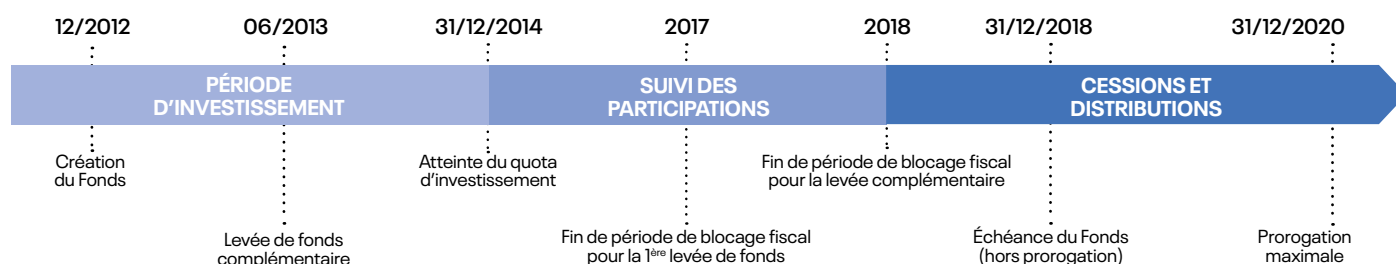 12/2012 06/2013 31/12/2014 2017 2018 31/12/2018 31/12/2020
PÉRIODE
D'INVESTISSEMENT
SUIVI DES
PARTICIPATIONS
CESSIONS ET
DISTRIBUTIONS
Création
du Fonds
Atteinte du quota
d'investissement
Fin de période de blocage fiscal
pour la levée complémentaire
Levée de fonds
complémentaire
Fin de période de blocage fiscal
pour la 1ère levée de fonds
Échéance du Fonds
(hors prorogation)
Prorogation
maximale